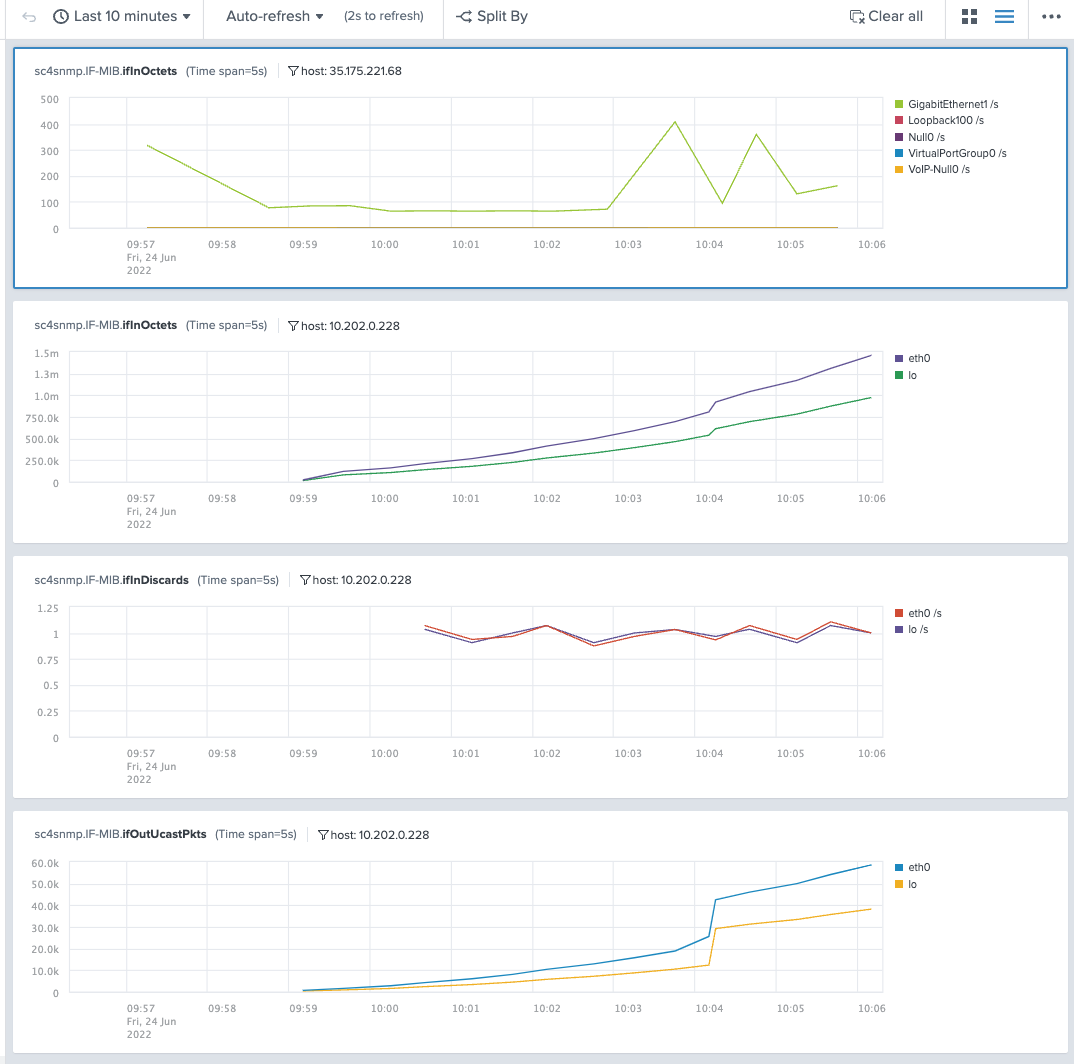 Last 10 minutes Auto-refresh (2s to refresh) Split By Clear all
sc4snmp.IF-MIB.ifInOctets (Time span=5s) host: 35.175.221.68
500
400
300
200
100
0
09:57 09:58 09:59 10:00 10:01 10:02 10:03 10:04 10:05 10:06
Fri, 24 Jun
2022
GigabitEthernet1 /s
Loopback100 /s
Null0 /s
VirtualPortGroup0 /s
VoIP-Null0 /s
sc4snmp.IF-MIB.ifInOctets (Time span=5s) host: 10.202.0.228
1.5m
1.3m
1.0m
750.0k
500.0k
250.0k
0
09:57 09:58 09:59 10:00 10:01 10:02 10:03 10:04 10:05 10:06
Fri, 24 Jun
2022
eth0
lo
sc4snmp.IF-MIB.ifInDiscards (Time span=5s) host: 10.202.0.228
1.25
1
0.75
0.5
0.25
0
09:57 09:58 09:59 10:00 10:01 10:02 10:03 10:04 10:05 10:06
Fri, 24 Jun
2022
eth0 /s
lo /s
sc4snmp.IF-MIB.ifOutUcastPkts (Time span=5s) host: 10.202.0.228
60.0k
50.0k
40.0k
30.0k
20.0k
10.0k
0
09:57 09:58 09:59 10:00 10:01 10:02 10:03 10:04 10:05 10:06
Fri, 24 Jun
2022
eth0
lo